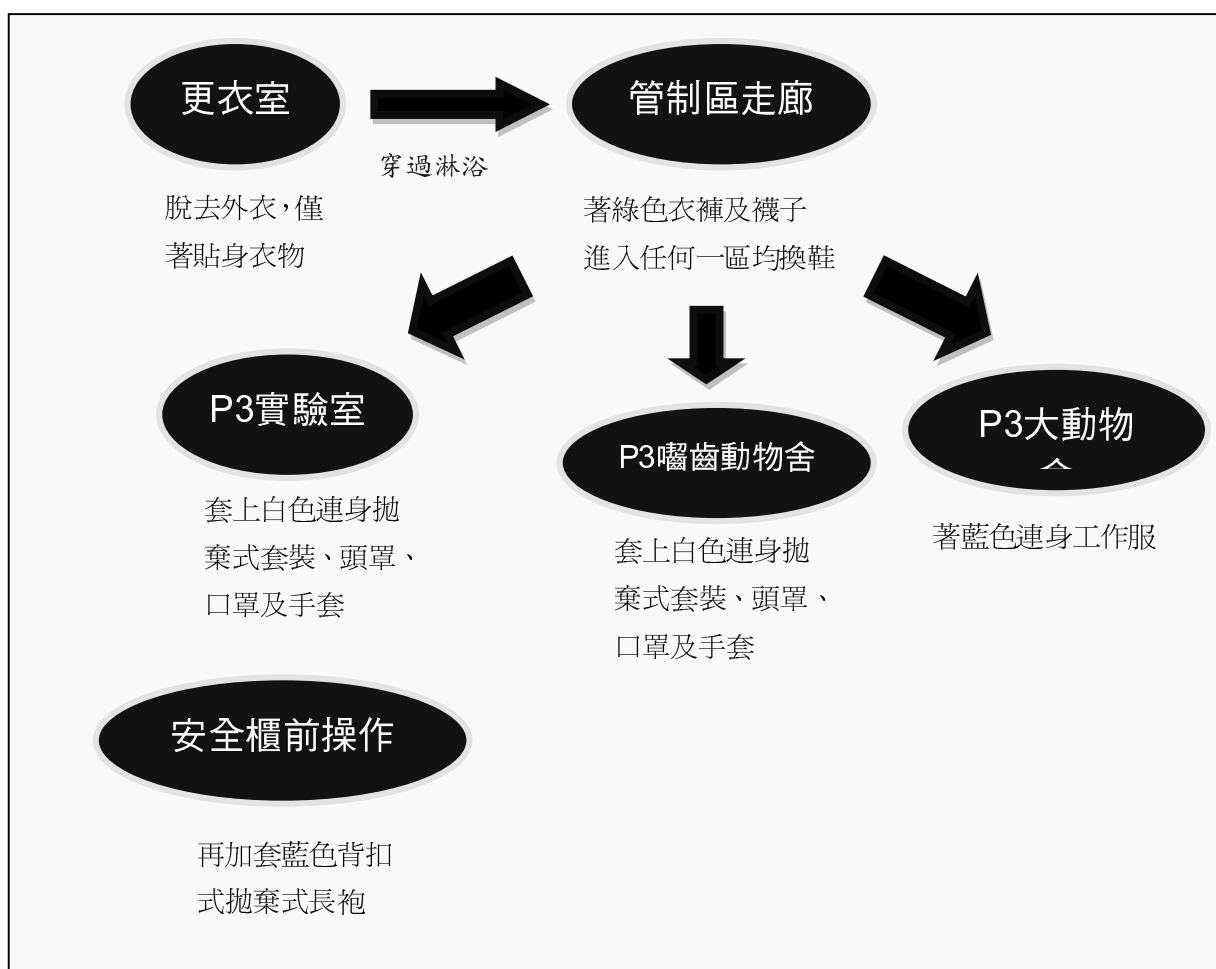 更衣室
穿過淋浴
管制區走廊
脫去外衣，僅
著貼身衣物
著綠色衣褲及襪子
進入任何一區均換鞋
P3實驗室
套上白色連身拋
棄式套裝、頭罩、
口罩及手套
P3囓齒動物舍
套上白色連身拋
棄式套裝、頭罩、
口罩及手套
P3大動物
著藍色連身工作服
安全櫃前操作
再加套藍色背扣
式拋棄式長袍